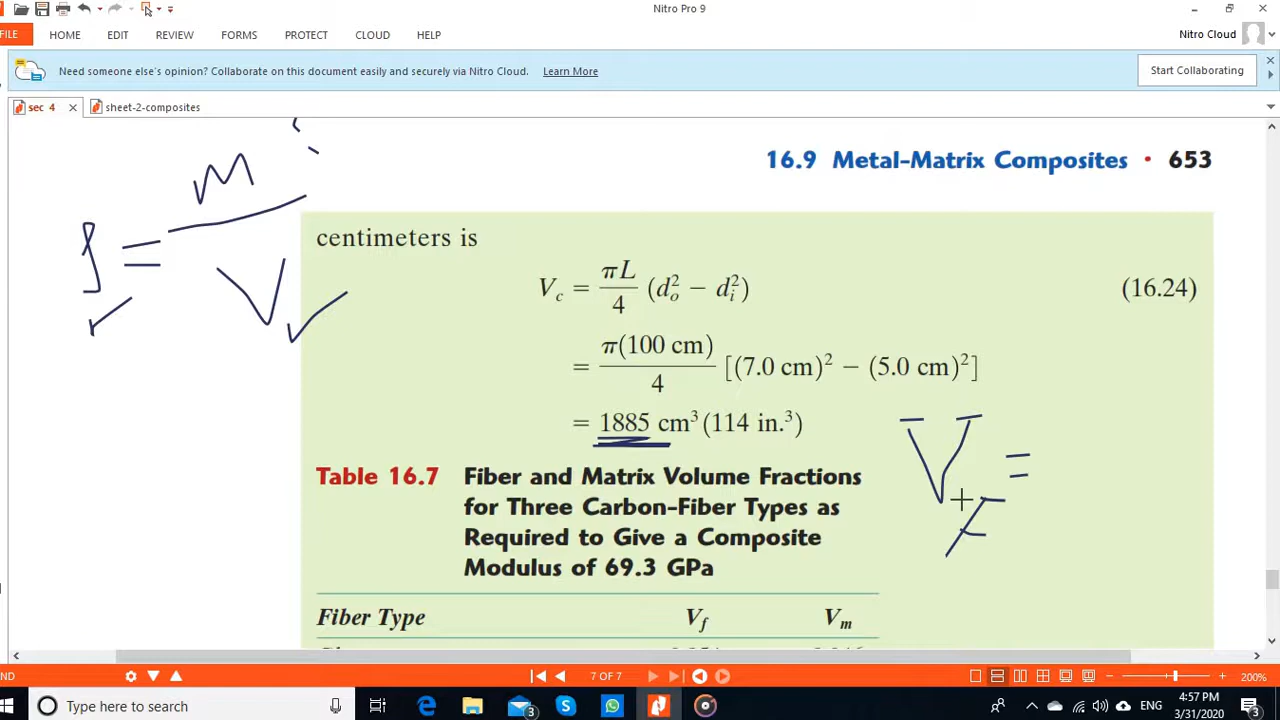 Nitro Pro 9
FILE HOME EDIT REVIEW FORMS PROTECT CLOUD HELP
Nitro Cloud
Need someone else's opinion? Collaborate on this document easily and securely via Nitro Cloud. Learn More
Start Collaborating
sec 4 × sheet-2-composites
16.9 Metal-Matrix Composites • 653
ρ = m / V
centimeters is
V_c = πL/4 (d_o² − d_i²) (16.24)
= π(100 cm)/4 [(7.0 cm)² − (5.0 cm)²]
= 1885 cm³ (114 in.³)
V_f =
Table 16.7 Fiber and Matrix Volume Fractions
for Three Carbon-Fiber Types as
Required to Give a Composite
Modulus of 69.3 GPa
Fiber Type V_f V_m
7 OF 7
200%
Type here to search
3
ENG
4:57 PM
3/31/2020
3